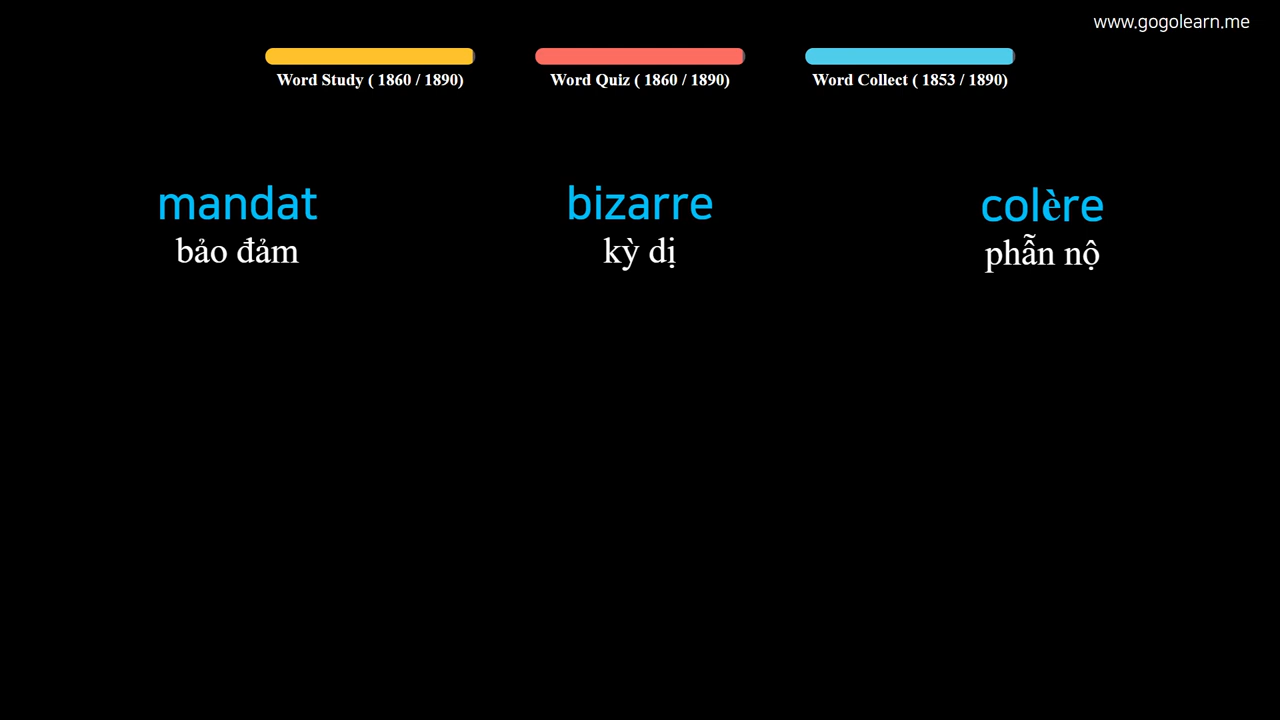 www.gogolearn.me
Word Study ( 1860 / 1890)
Word Quiz ( 1860 / 1890)
Word Collect ( 1853 / 1890)
mandat
bảo đảm
bizarre
kỳ dị
colère
phẫn nộ